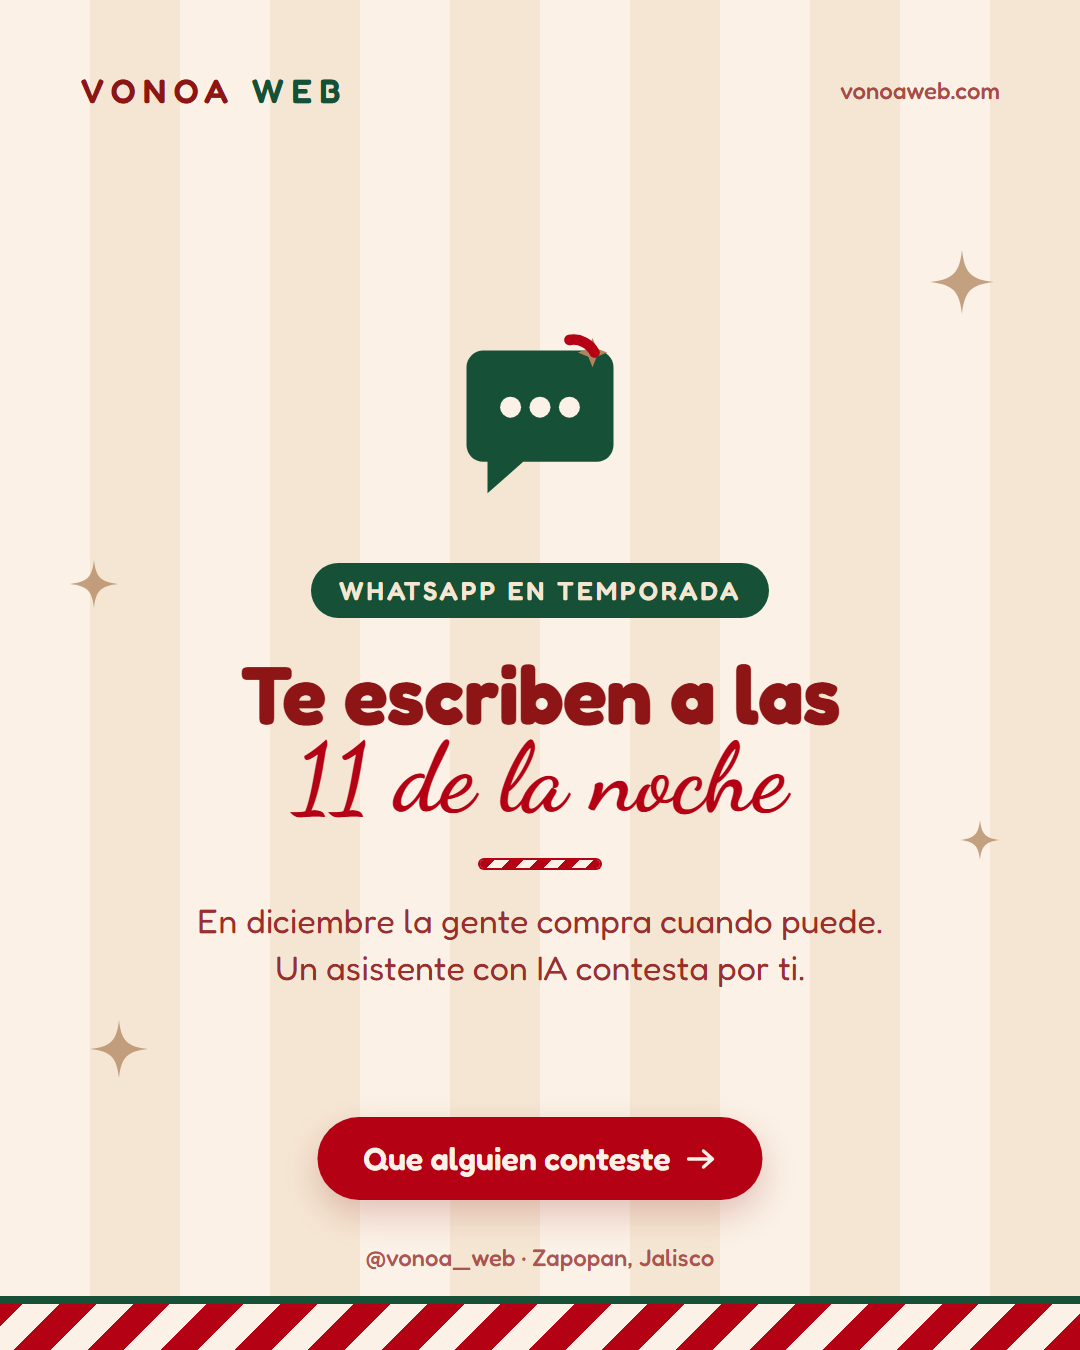 VONOA WEB
vonoaweb.com
WHATSAPP EN TEMPORADA
Te escriben a las
11 de la noche
En diciembre la gente compra cuando puede.
Un asistente con IA contesta por ti.
Que alguien conteste →
@vonoa__web · Zapopan, Jalisco